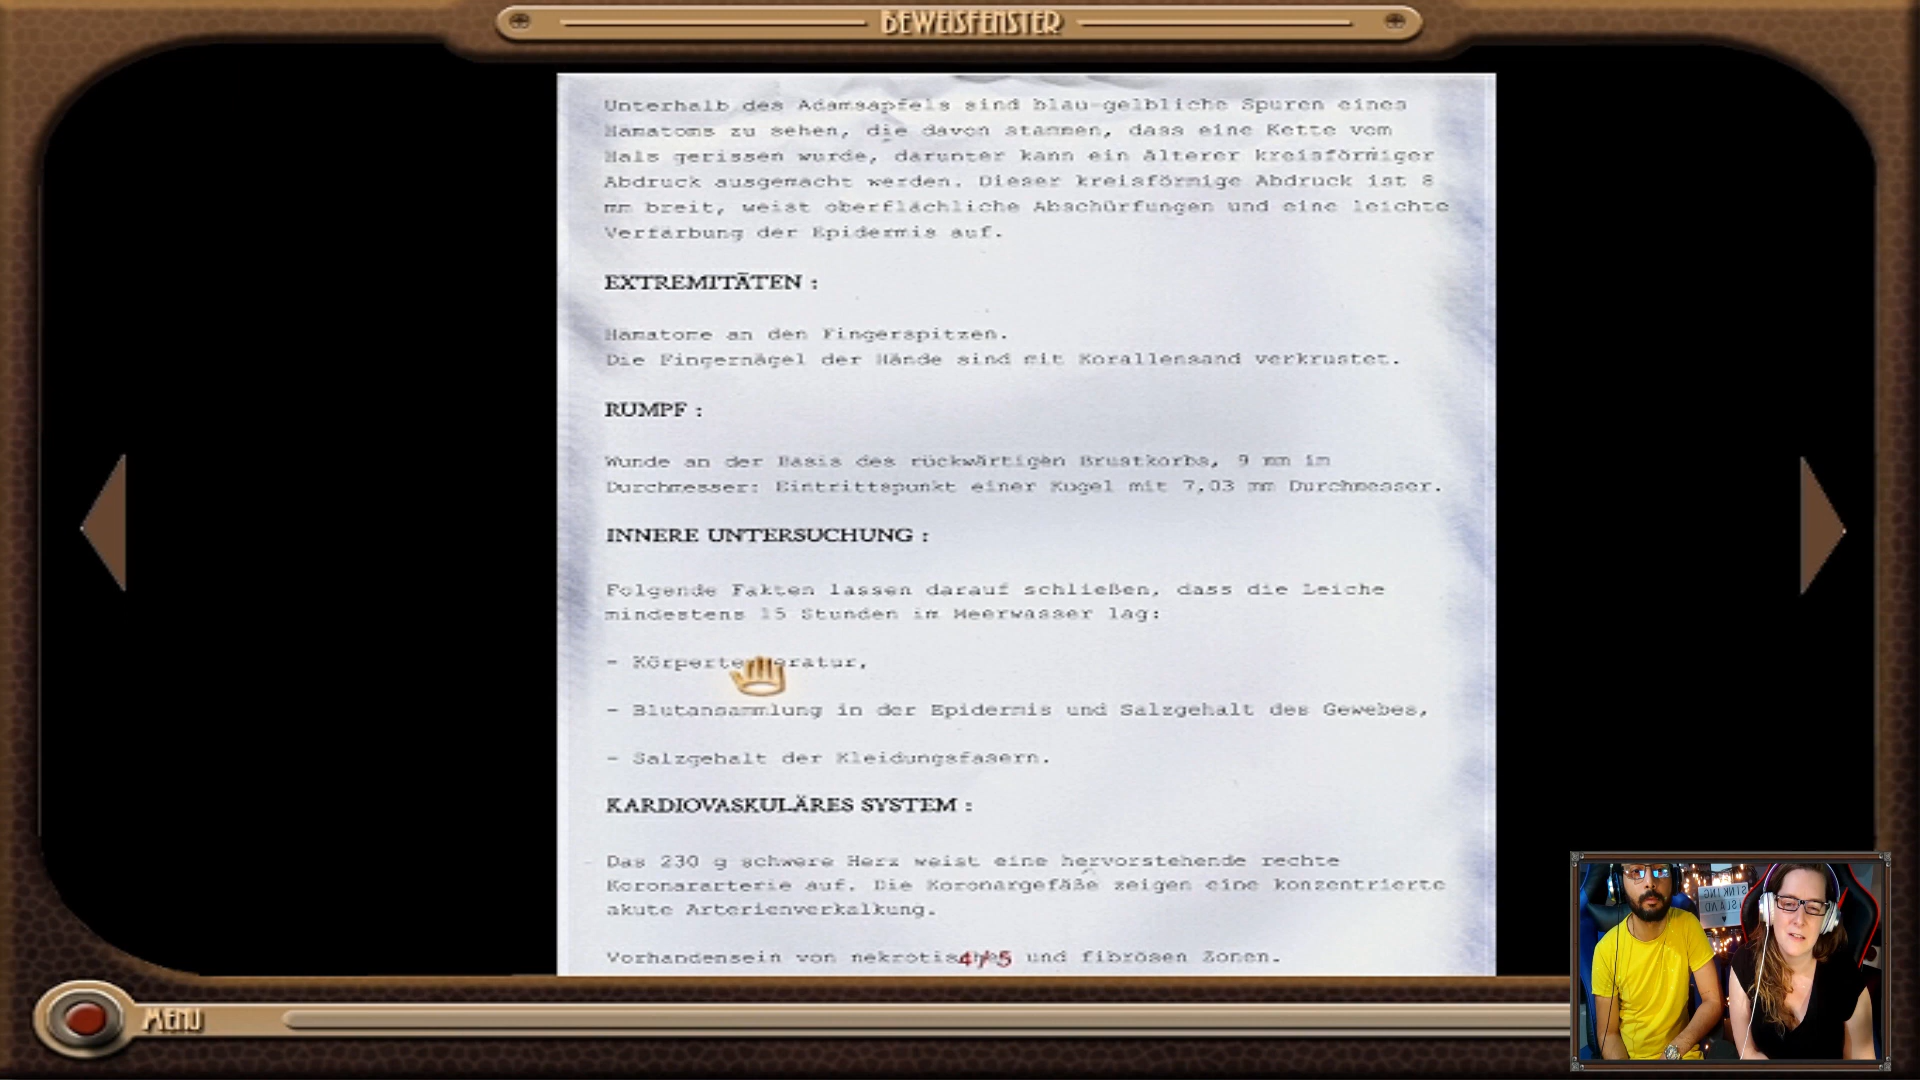 BEWEISFENSTER
Unterhalb des Adamsapfels sind blau-gelbliche Spuren eines
Hämatoms zu sehen, die davon stammen, dass eine Kette vom
Hals gerissen wurde, darunter kann ein älterer kreisförmiger
Abdruck ausgemacht werden. Dieser kreisförmige Abdruck ist 8
mm breit, weist oberflächliche Abschürfungen und eine leichte
Verfärbung der Epidermis auf.
EXTREMITÄTEN :
Hämatome an den Fingerspitzen.
Die Fingernägel der Hände sind mit Korallensand verkrustet.
RUMPF :
Wunde an der Basis des rückwärtigen Brustkorbs, 9 mm im
Durchmesser: Eintrittspunkt einer Kugel mit 7,03 mm Durchmesser.
INNERE UNTERSUCHUNG :
Folgende Fakten lassen darauf schließen, dass die Leiche
mindestens 15 Stunden im Meerwasser lag:
- Körpertemperatur,
- Blutansammlung in der Epidermis und Salzgehalt des Gewebes,
- Salzgehalt der Kleidungsfasern.
KARDIOVASKULÄRES SYSTEM :
Das 230 g schwere Herz weist eine hervorstehende rechte
Koronararterie auf. Die Koronargefäße zeigen eine konzentrierte
akute Arterienverkalkung.
Vorhandensein von nekrotischen und fibrösen Zonen.
4/5
MENU
SINKING
ISLAND